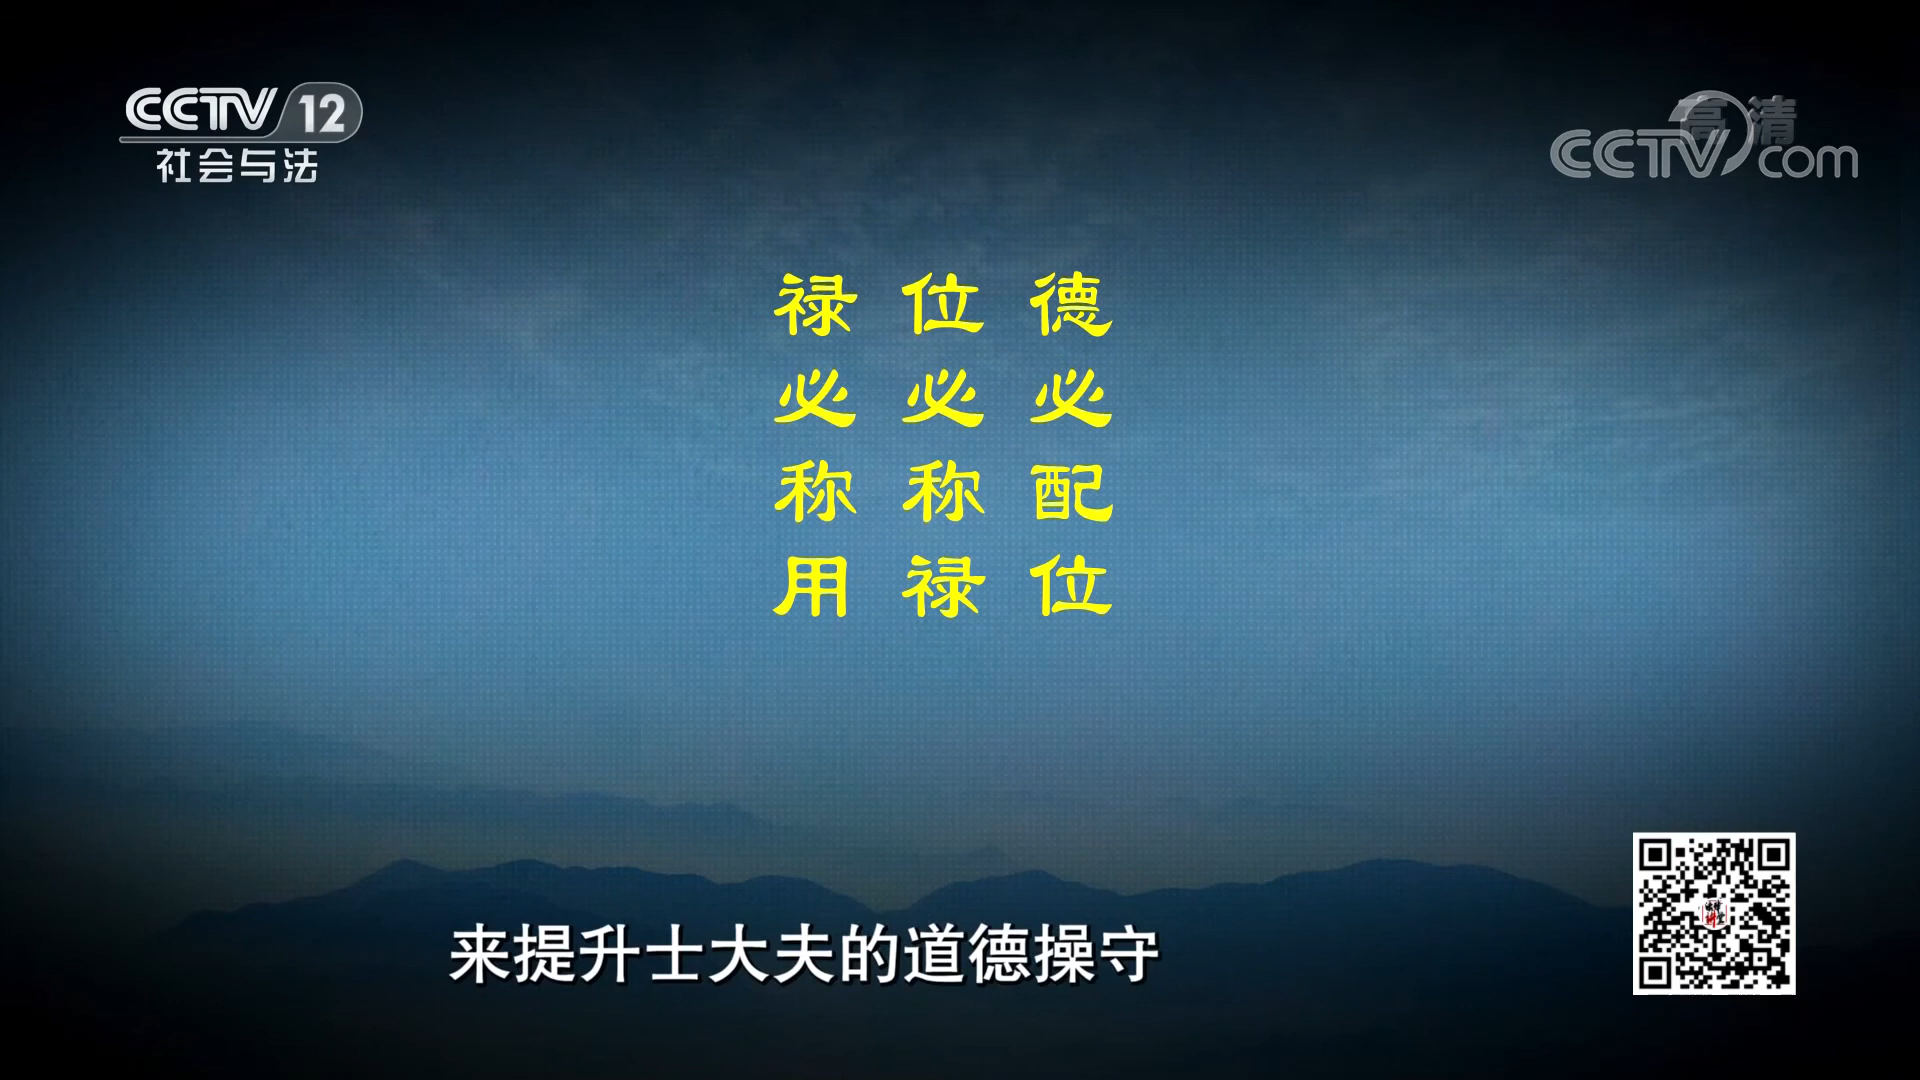 CCTV 12
社会与法
高清
CCTV.com
德必配位
位必称禄
禄必称用
来提升士大夫的道德操守